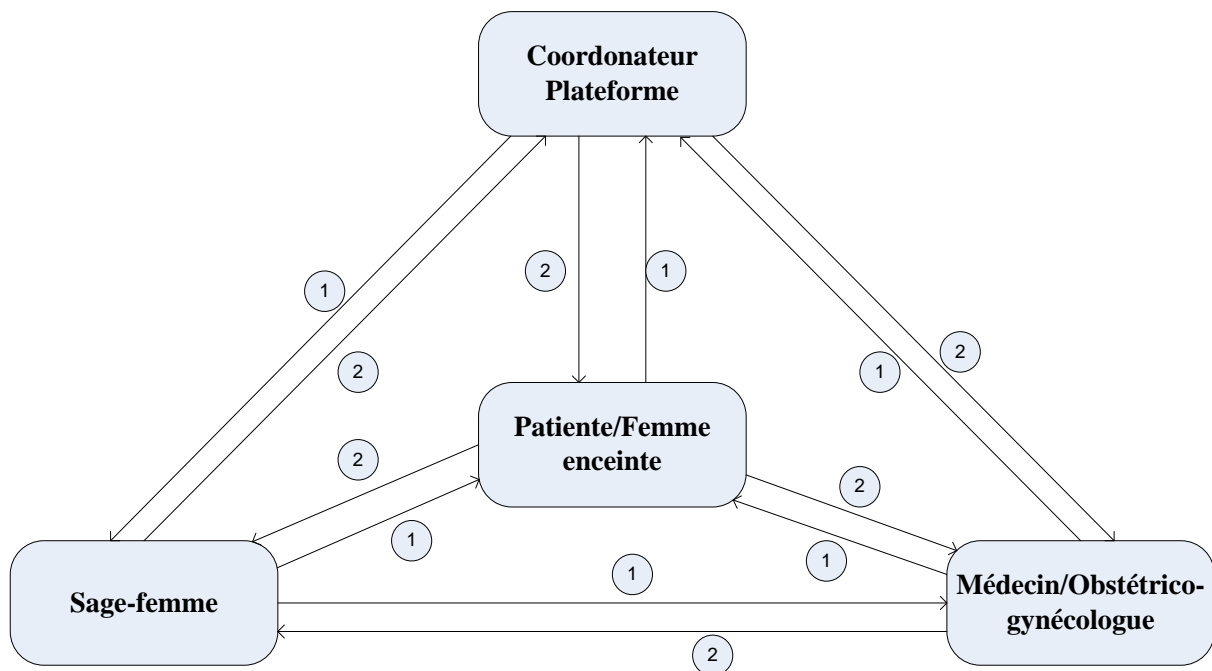 Coordonateur
Plateforme
1
2
1
2
2
1
Patiente/Femme
enceinte
2
2
1
1
Sage-femme
1
Médecin/Obstétrico-
gynécologue
2